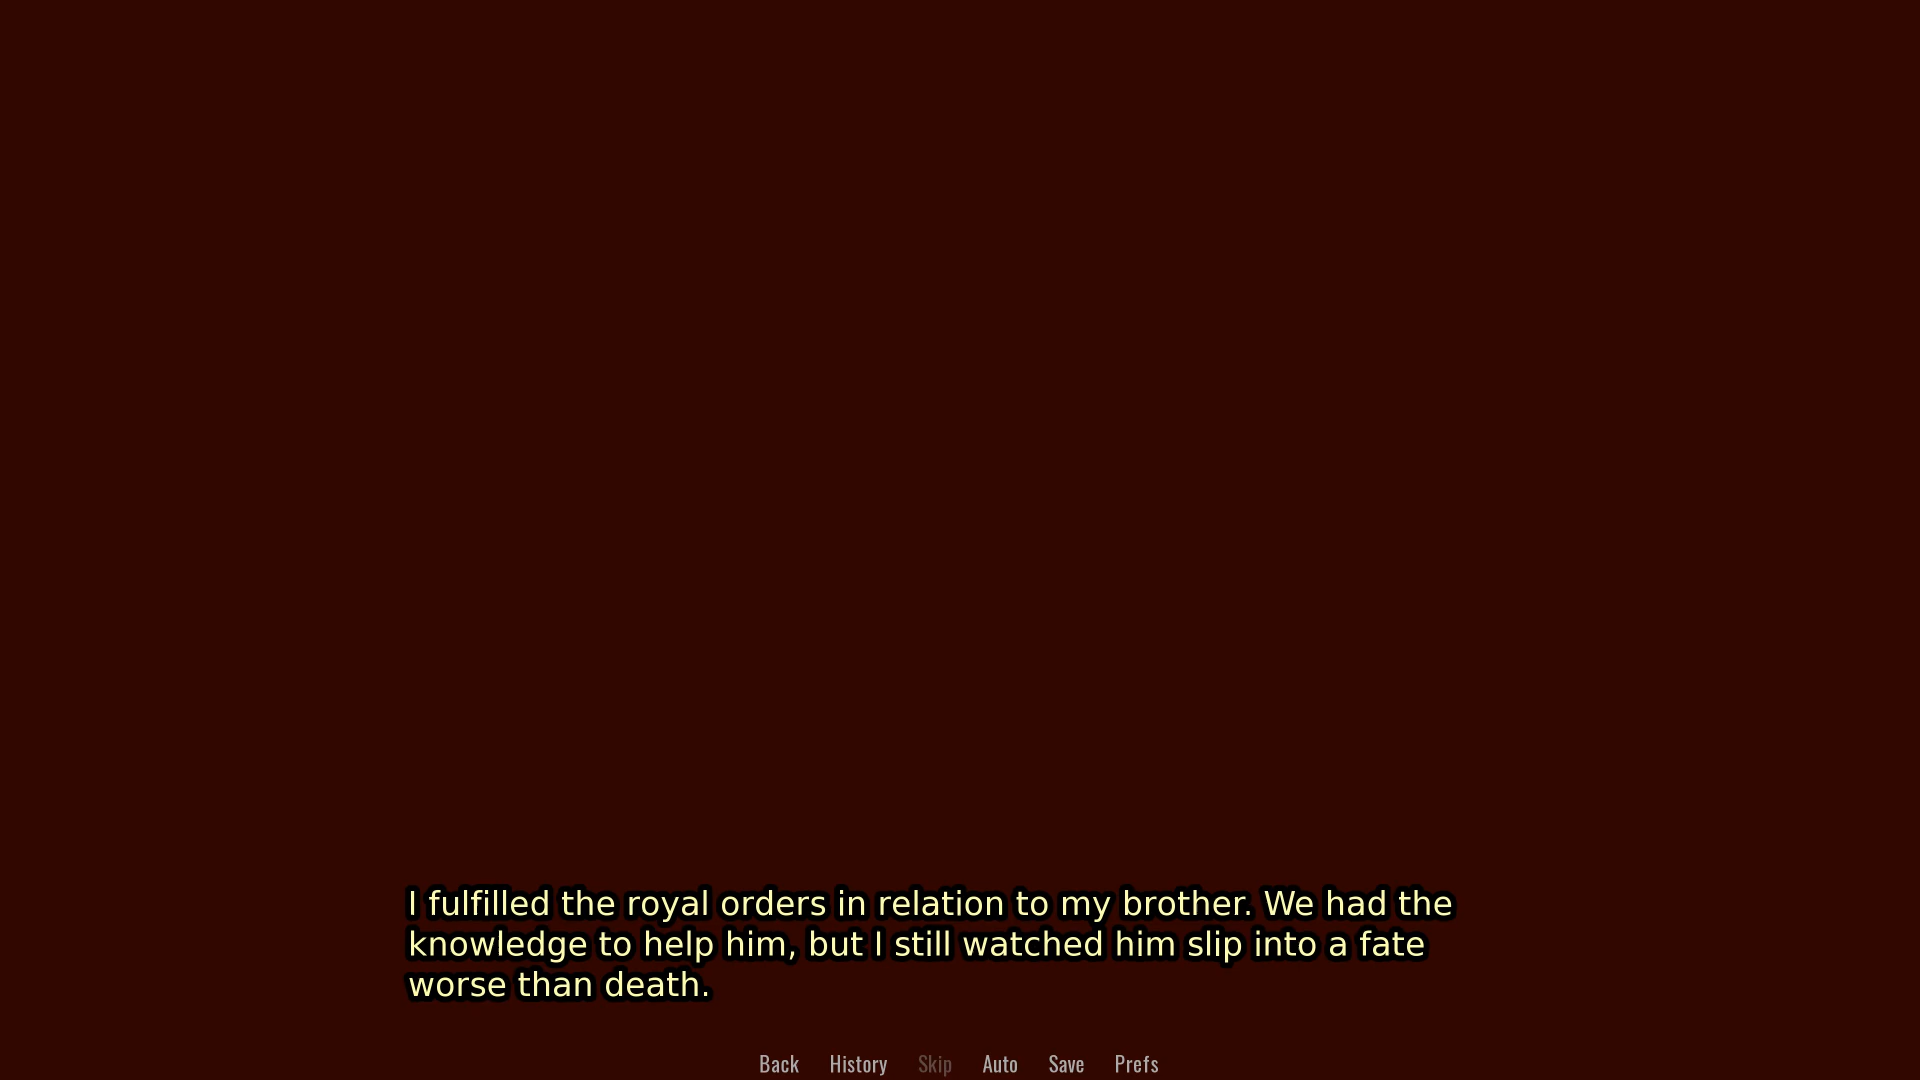 I fulfilled the royal orders in relation to my brother. We had the
knowledge to help him, but I still watched him slip into a fate
worse than death.
Back History Skip Auto Save Prefs